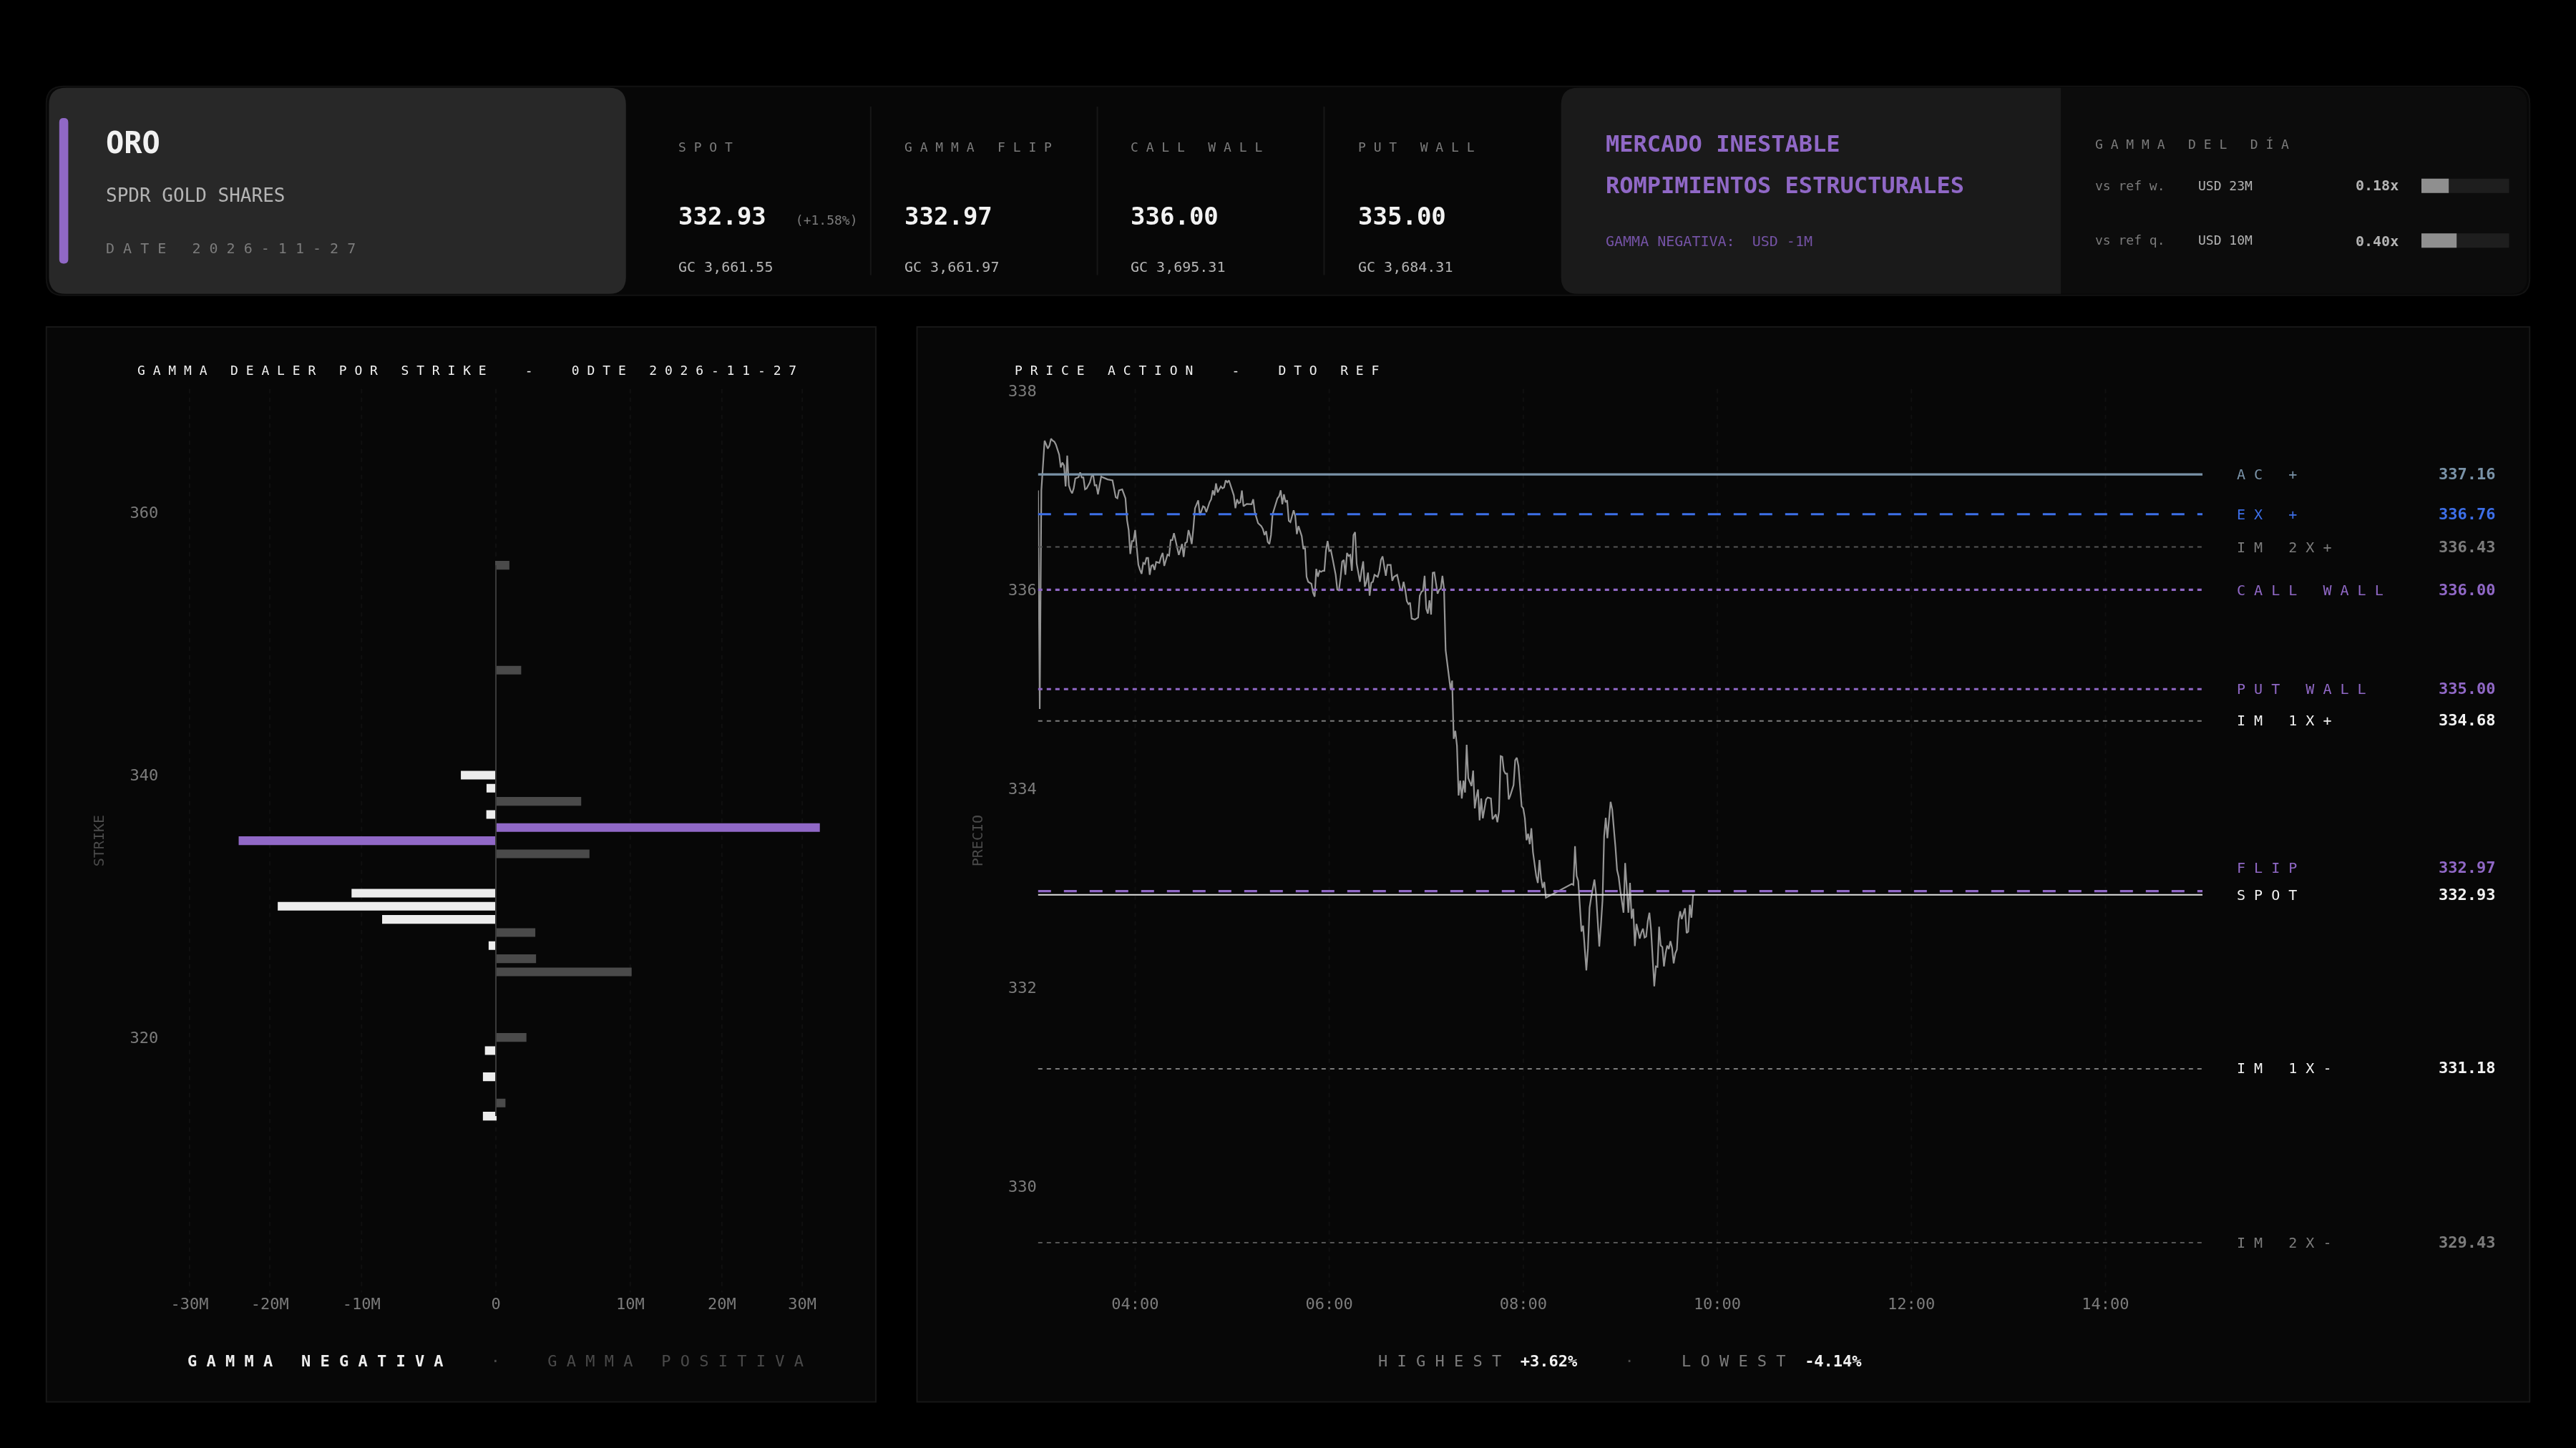 ORO
SPDR GOLD SHARES
DATE 2026-11-27
SPOT
332.93 (+1.58%)
GC 3,661.55
GAMMA FLIP
332.97
GC 3,661.97
CALL WALL
336.00
GC 3,695.31
PUT WALL
335.00
GC 3,684.31
MERCADO INESTABLE
ROMPIMIENTOS ESTRUCTURALES
GAMMA NEGATIVA: USD -1M
GAMMA DEL DÍA
vs ref w. USD 23M 0.18x
vs ref q. USD 10M 0.40x
GAMMA DEALER POR STRIKE - 0DTE 2026-11-27
STRIKE
360
340
320
-30M -20M -10M 0 10M 20M 30M
GAMMA NEGATIVA · GAMMA POSITIVA
PRICE ACTION - DTO REF
PRECIO
338
336
334
332
330
AC + 337.16
EX + 336.76
IM 2X+ 336.43
CALL WALL 336.00
PUT WALL 335.00
IM 1X+ 334.68
FLIP 332.97
SPOT 332.93
IM 1X- 331.18
IM 2X- 329.43
04:00 06:00 08:00 10:00 12:00 14:00
HIGHEST +3.62% · LOWEST -4.14%